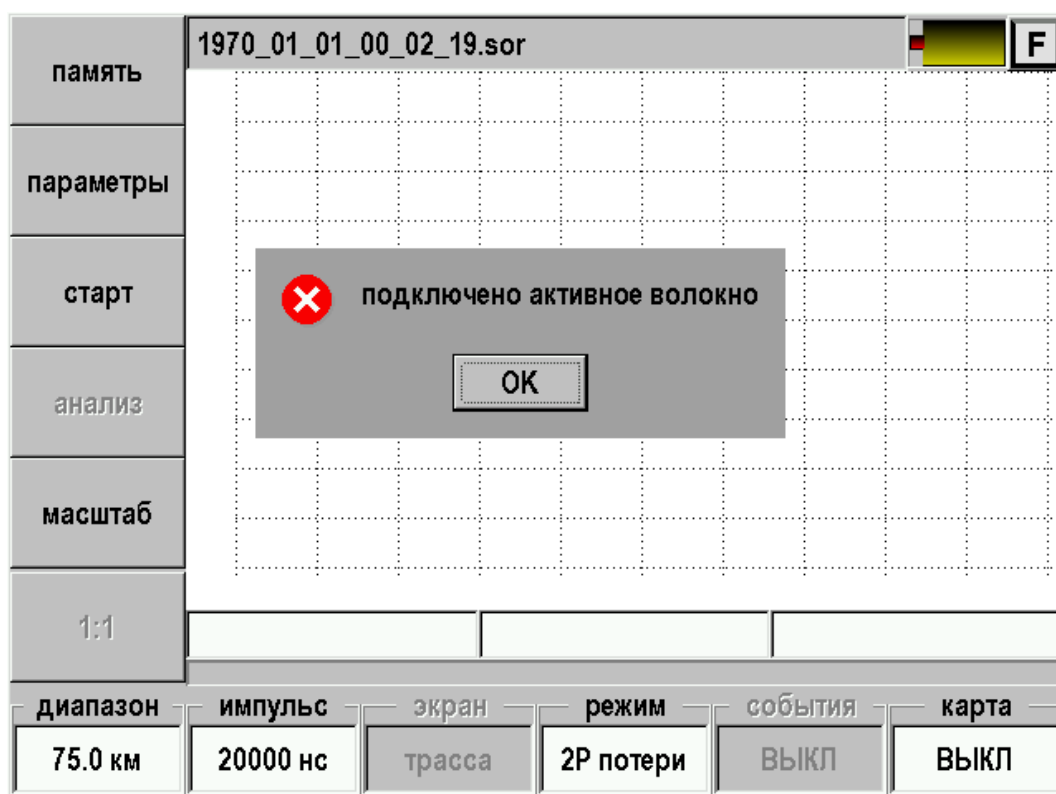 память
параметры
старт
анализ
масштаб
1:1
1970_01_01_00_02_19.sor
F
подключено активное волокно
OK
диапазон
75.0 км
импульс
20000 нс
экран
трасса
режим
2P потери
события
ВЫКЛ
карта
ВЫКЛ